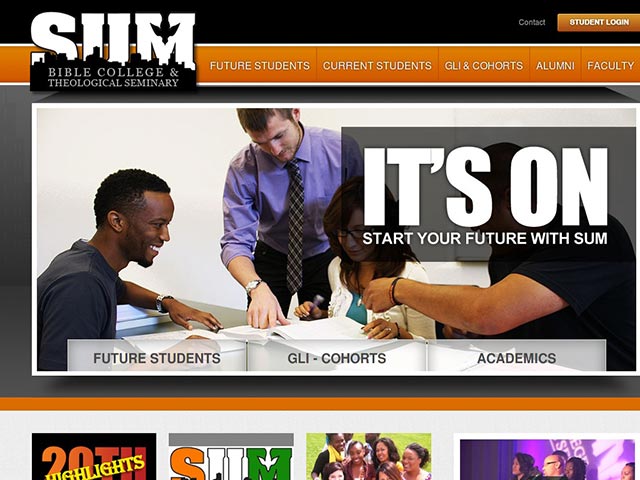 Contact
STUDENT LOGIN
SUM
BIBLE COLLEGE &
THEOLOGICAL SEMINARY
FUTURE STUDENTS
CURRENT STUDENTS
GLI & COHORTS
ALUMNI
FACULTY
IT'S ON
START YOUR FUTURE WITH SUM
FUTURE STUDENTS
GLI - COHORTS
ACADEMICS
20TH
HIGHLIGHTS
SUM